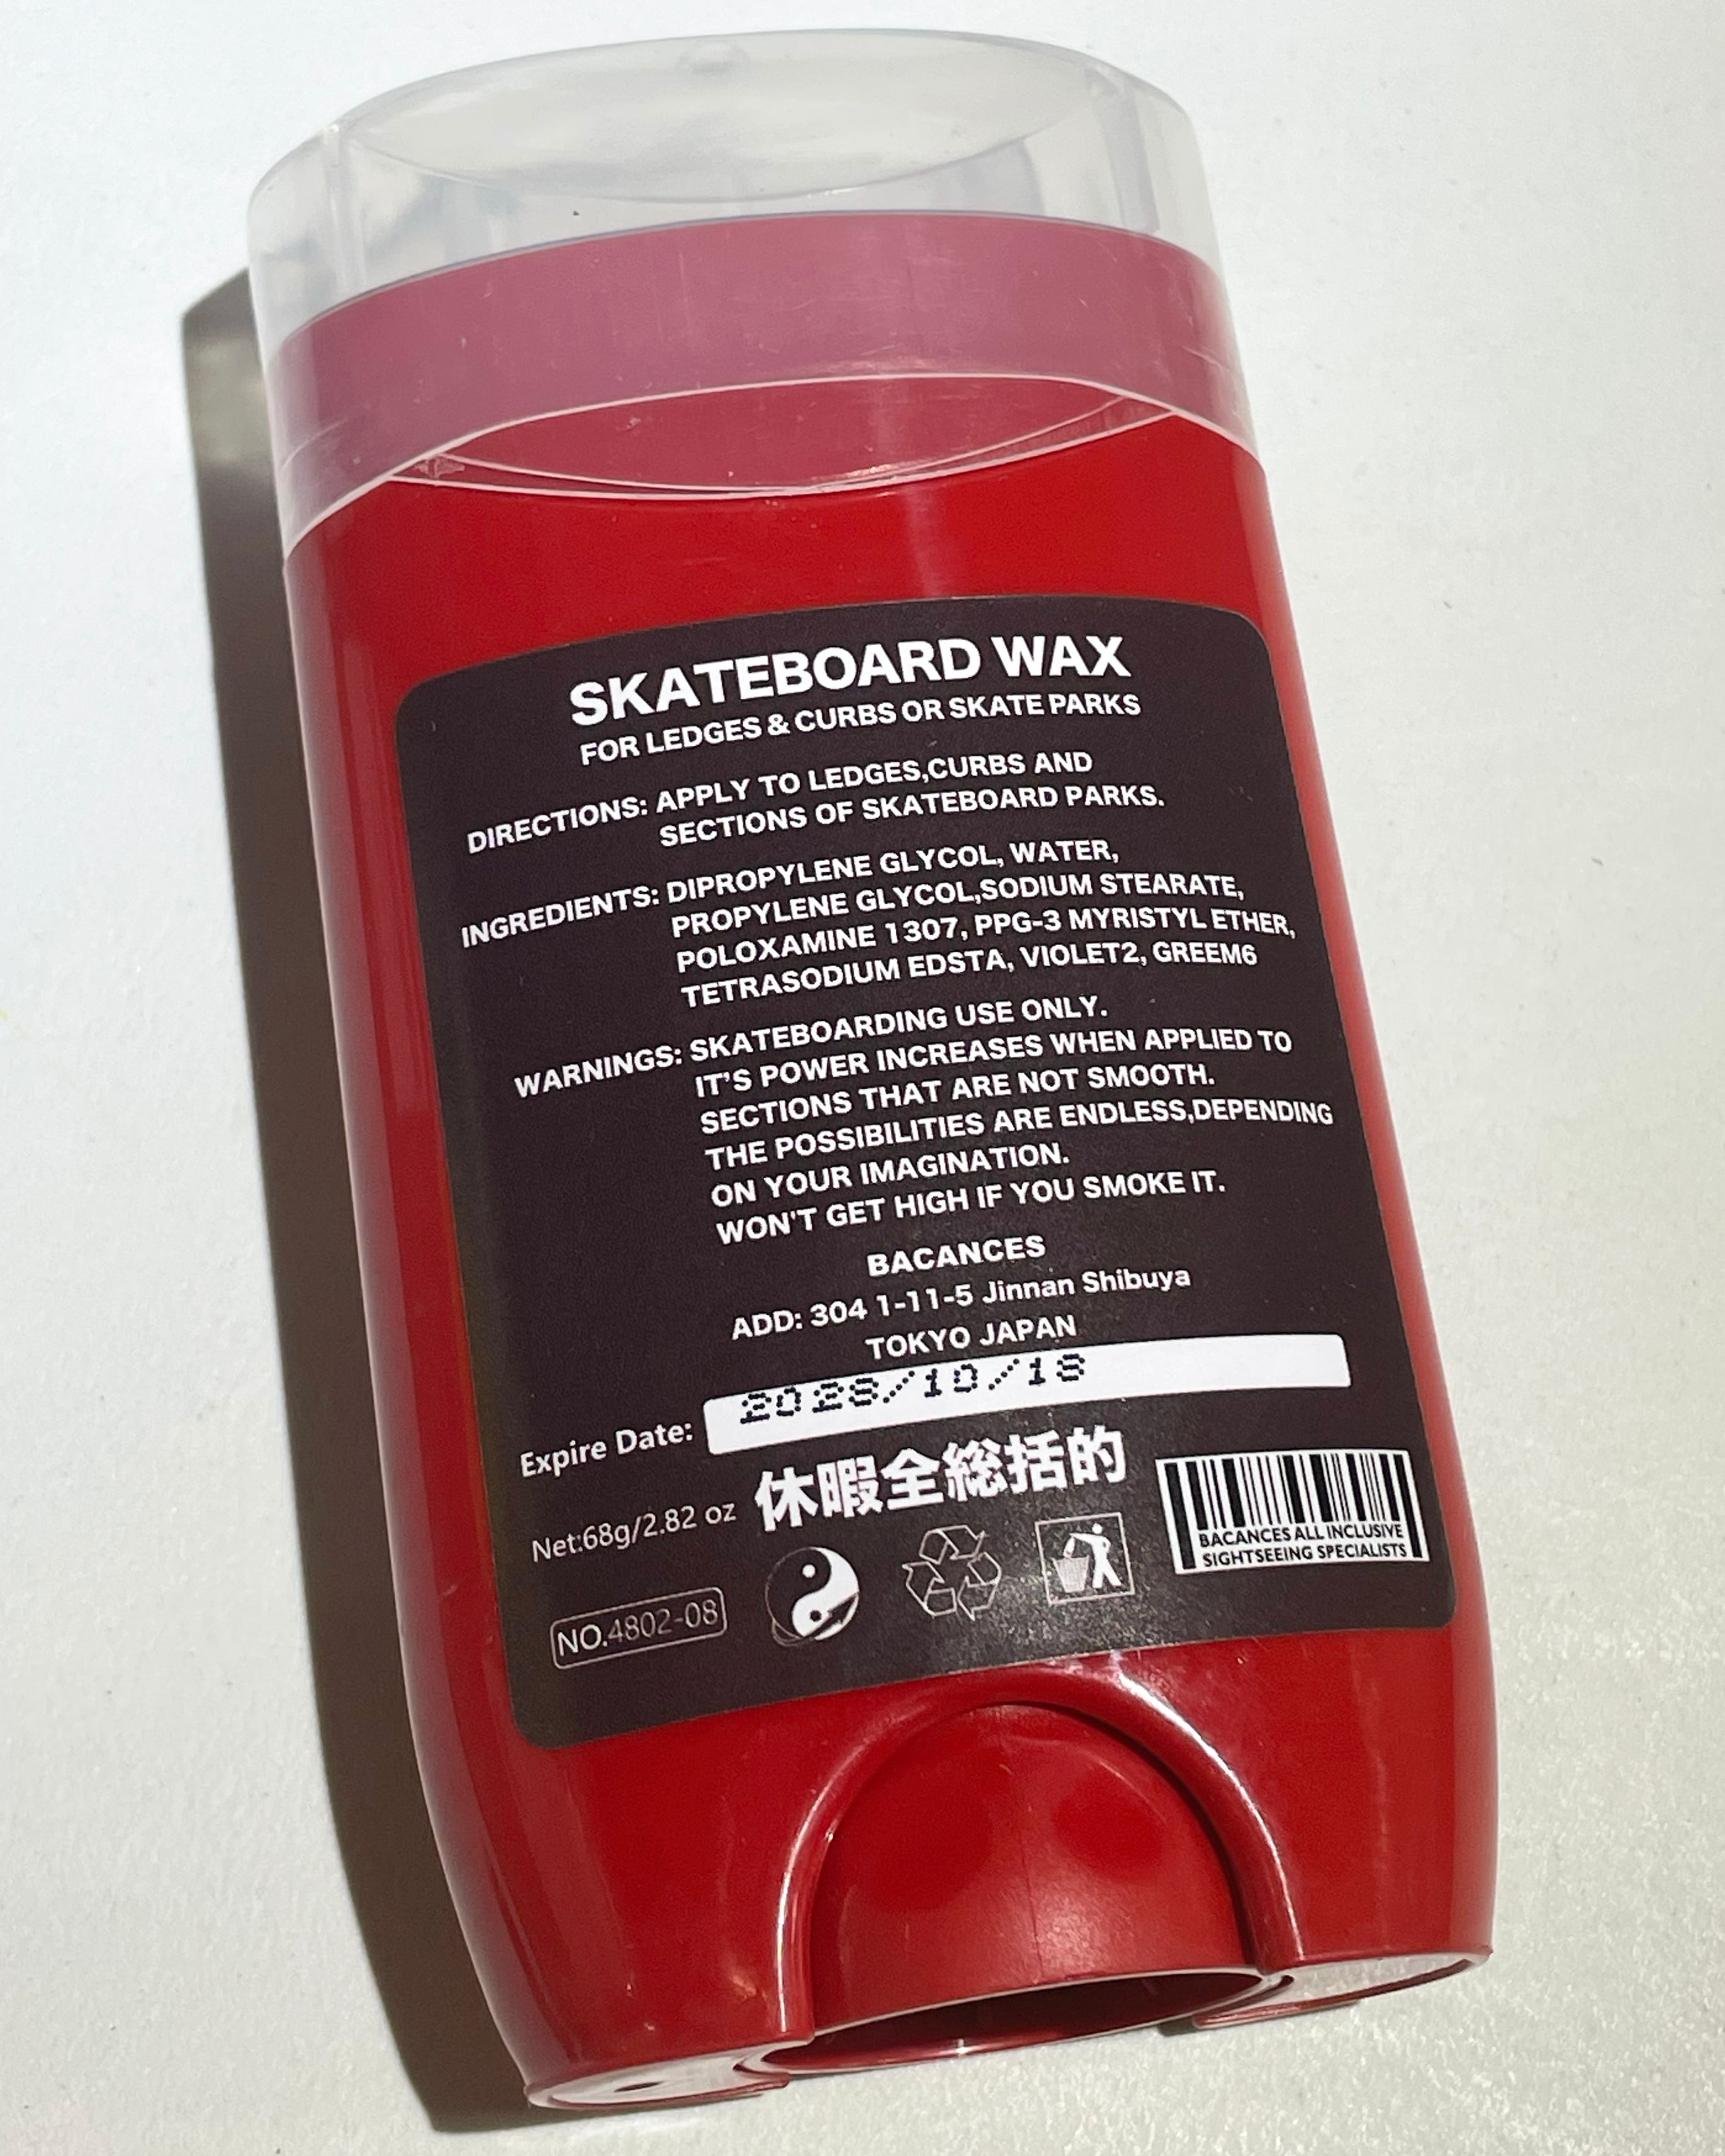 SKATEBOARD WAX
FOR LEDGES & CURBS OR SKATE PARKS
DIRECTIONS: APPLY TO LEDGES,CURBS AND
SECTIONS OF SKATEBOARD PARKS.
INGREDIENTS: DIPROPYLENE GLYCOL, WATER,
PROPYLENE GLYCOL,SODIUM STEARATE,
POLOXAMINE 1307, PPG-3 MYRISTYL ETHER,
TETRASODIUM EDSTA, VIOLET2, GREEM6
WARNINGS: SKATEBOARDING USE ONLY.
IT'S POWER INCREASES WHEN APPLIED TO
SECTIONS THAT ARE NOT SMOOTH.
THE POSSIBILITIES ARE ENDLESS,DEPENDING
ON YOUR IMAGINATION.
WON'T GET HIGH IF YOU SMOKE IT.
BACANCES
ADD: 304 1-11-5 Jinnan Shibuya
TOKYO JAPAN
Expire Date: 2028/10/18
Net:68g/2.82 oz
休暇全総括的
BACANCES ALL INCLUSIVE
SIGHTSEEING SPECIALISTS
NO.4802-08